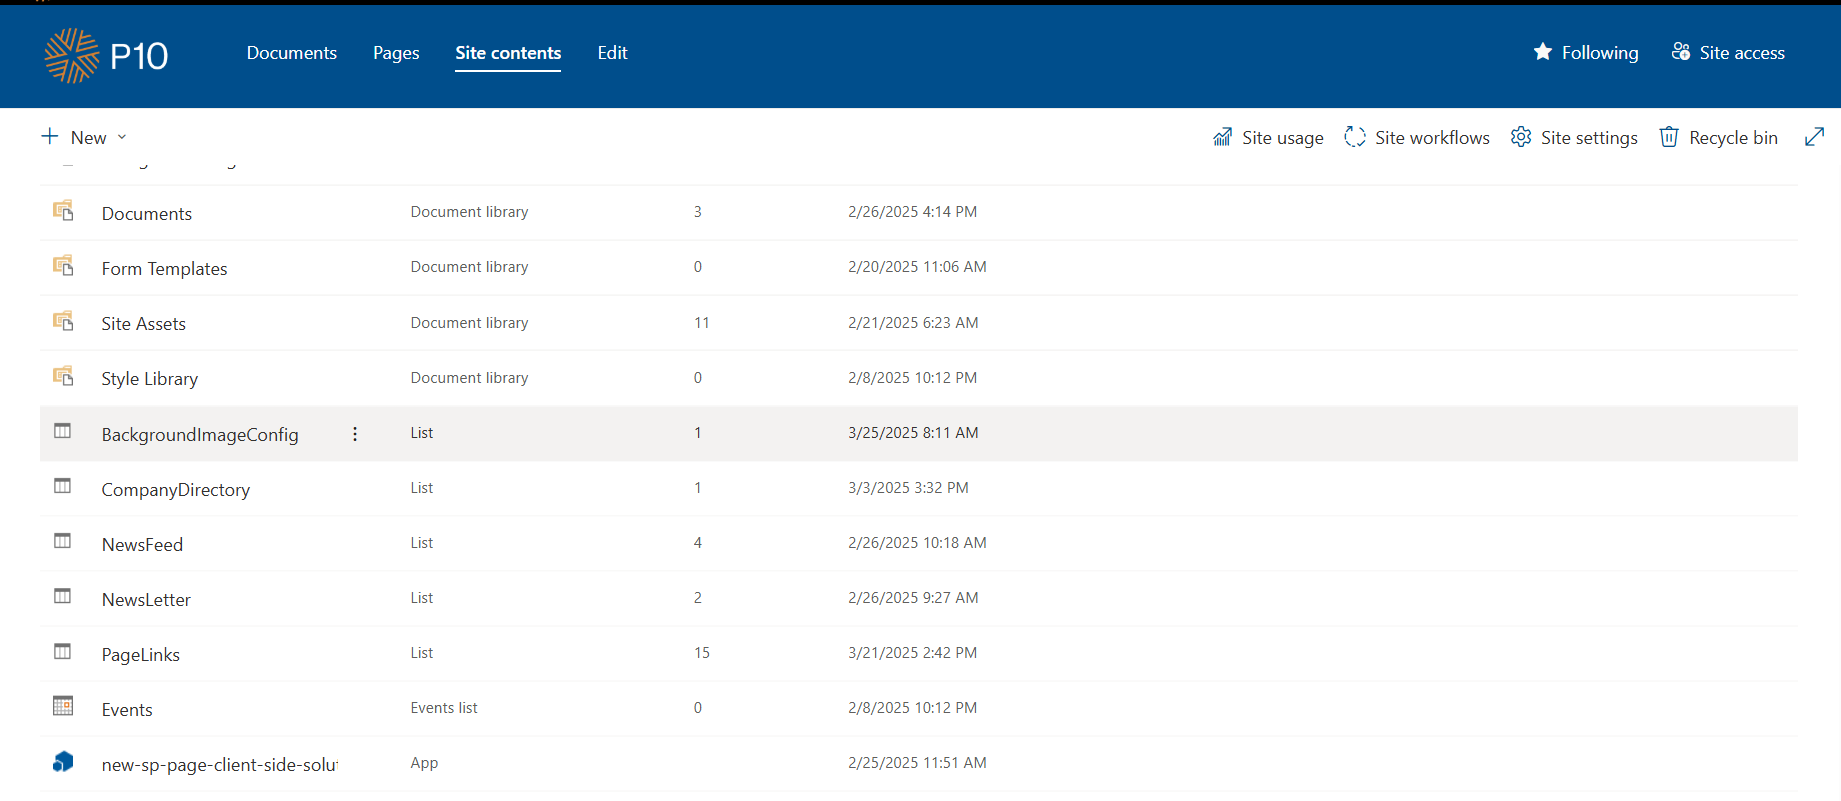 P10
Documents Pages Site contents Edit
Following Site access
New
Site usage Site workflows Site settings Recycle bin
Documents Document library 3 2/26/2025 4:14 PM
Form Templates Document library 0 2/20/2025 11:06 AM
Site Assets Document library 11 2/21/2025 6:23 AM
Style Library Document library 0 2/8/2025 10:12 PM
BackgroundImageConfig List 1 3/25/2025 8:11 AM
CompanyDirectory List 1 3/3/2025 3:32 PM
NewsFeed List 4 2/26/2025 10:18 AM
NewsLetter List 2 2/26/2025 9:27 AM
PageLinks List 15 3/21/2025 2:42 PM
Events Events list 0 2/8/2025 10:12 PM
new-sp-page-client-side-solu App 2/25/2025 11:51 AM